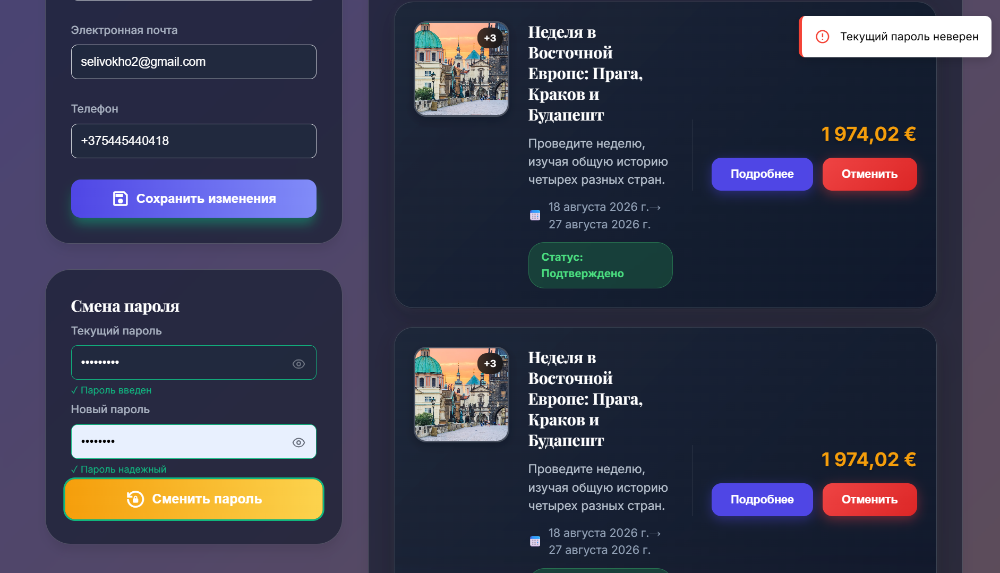 Электронная почта
selivokho2@gmail.com
Телефон
+375445440418
Сохранить изменения
Смена пароля
Текущий пароль
•••••••••
✓ Пароль введен
Новый пароль
••••••••
✓ Пароль надежный
Сменить пароль
+3
Неделя в
Восточной
Европе: Прага,
Краков и
Будапешт
Проведите неделю,
изучая общую историю
четырех разных стран.
18 августа 2026 г.→
27 августа 2026 г.
Статус:
Подтверждено
1 974,02 €
Подробнее
Отменить
+3
Неделя в
Восточной
Европе: Прага,
Краков и
Будапешт
Проведите неделю,
изучая общую историю
четырех разных стран.
18 августа 2026 г.→
27 августа 2026 г.
1 974,02 €
Подробнее
Отменить
Текущий пароль неверен